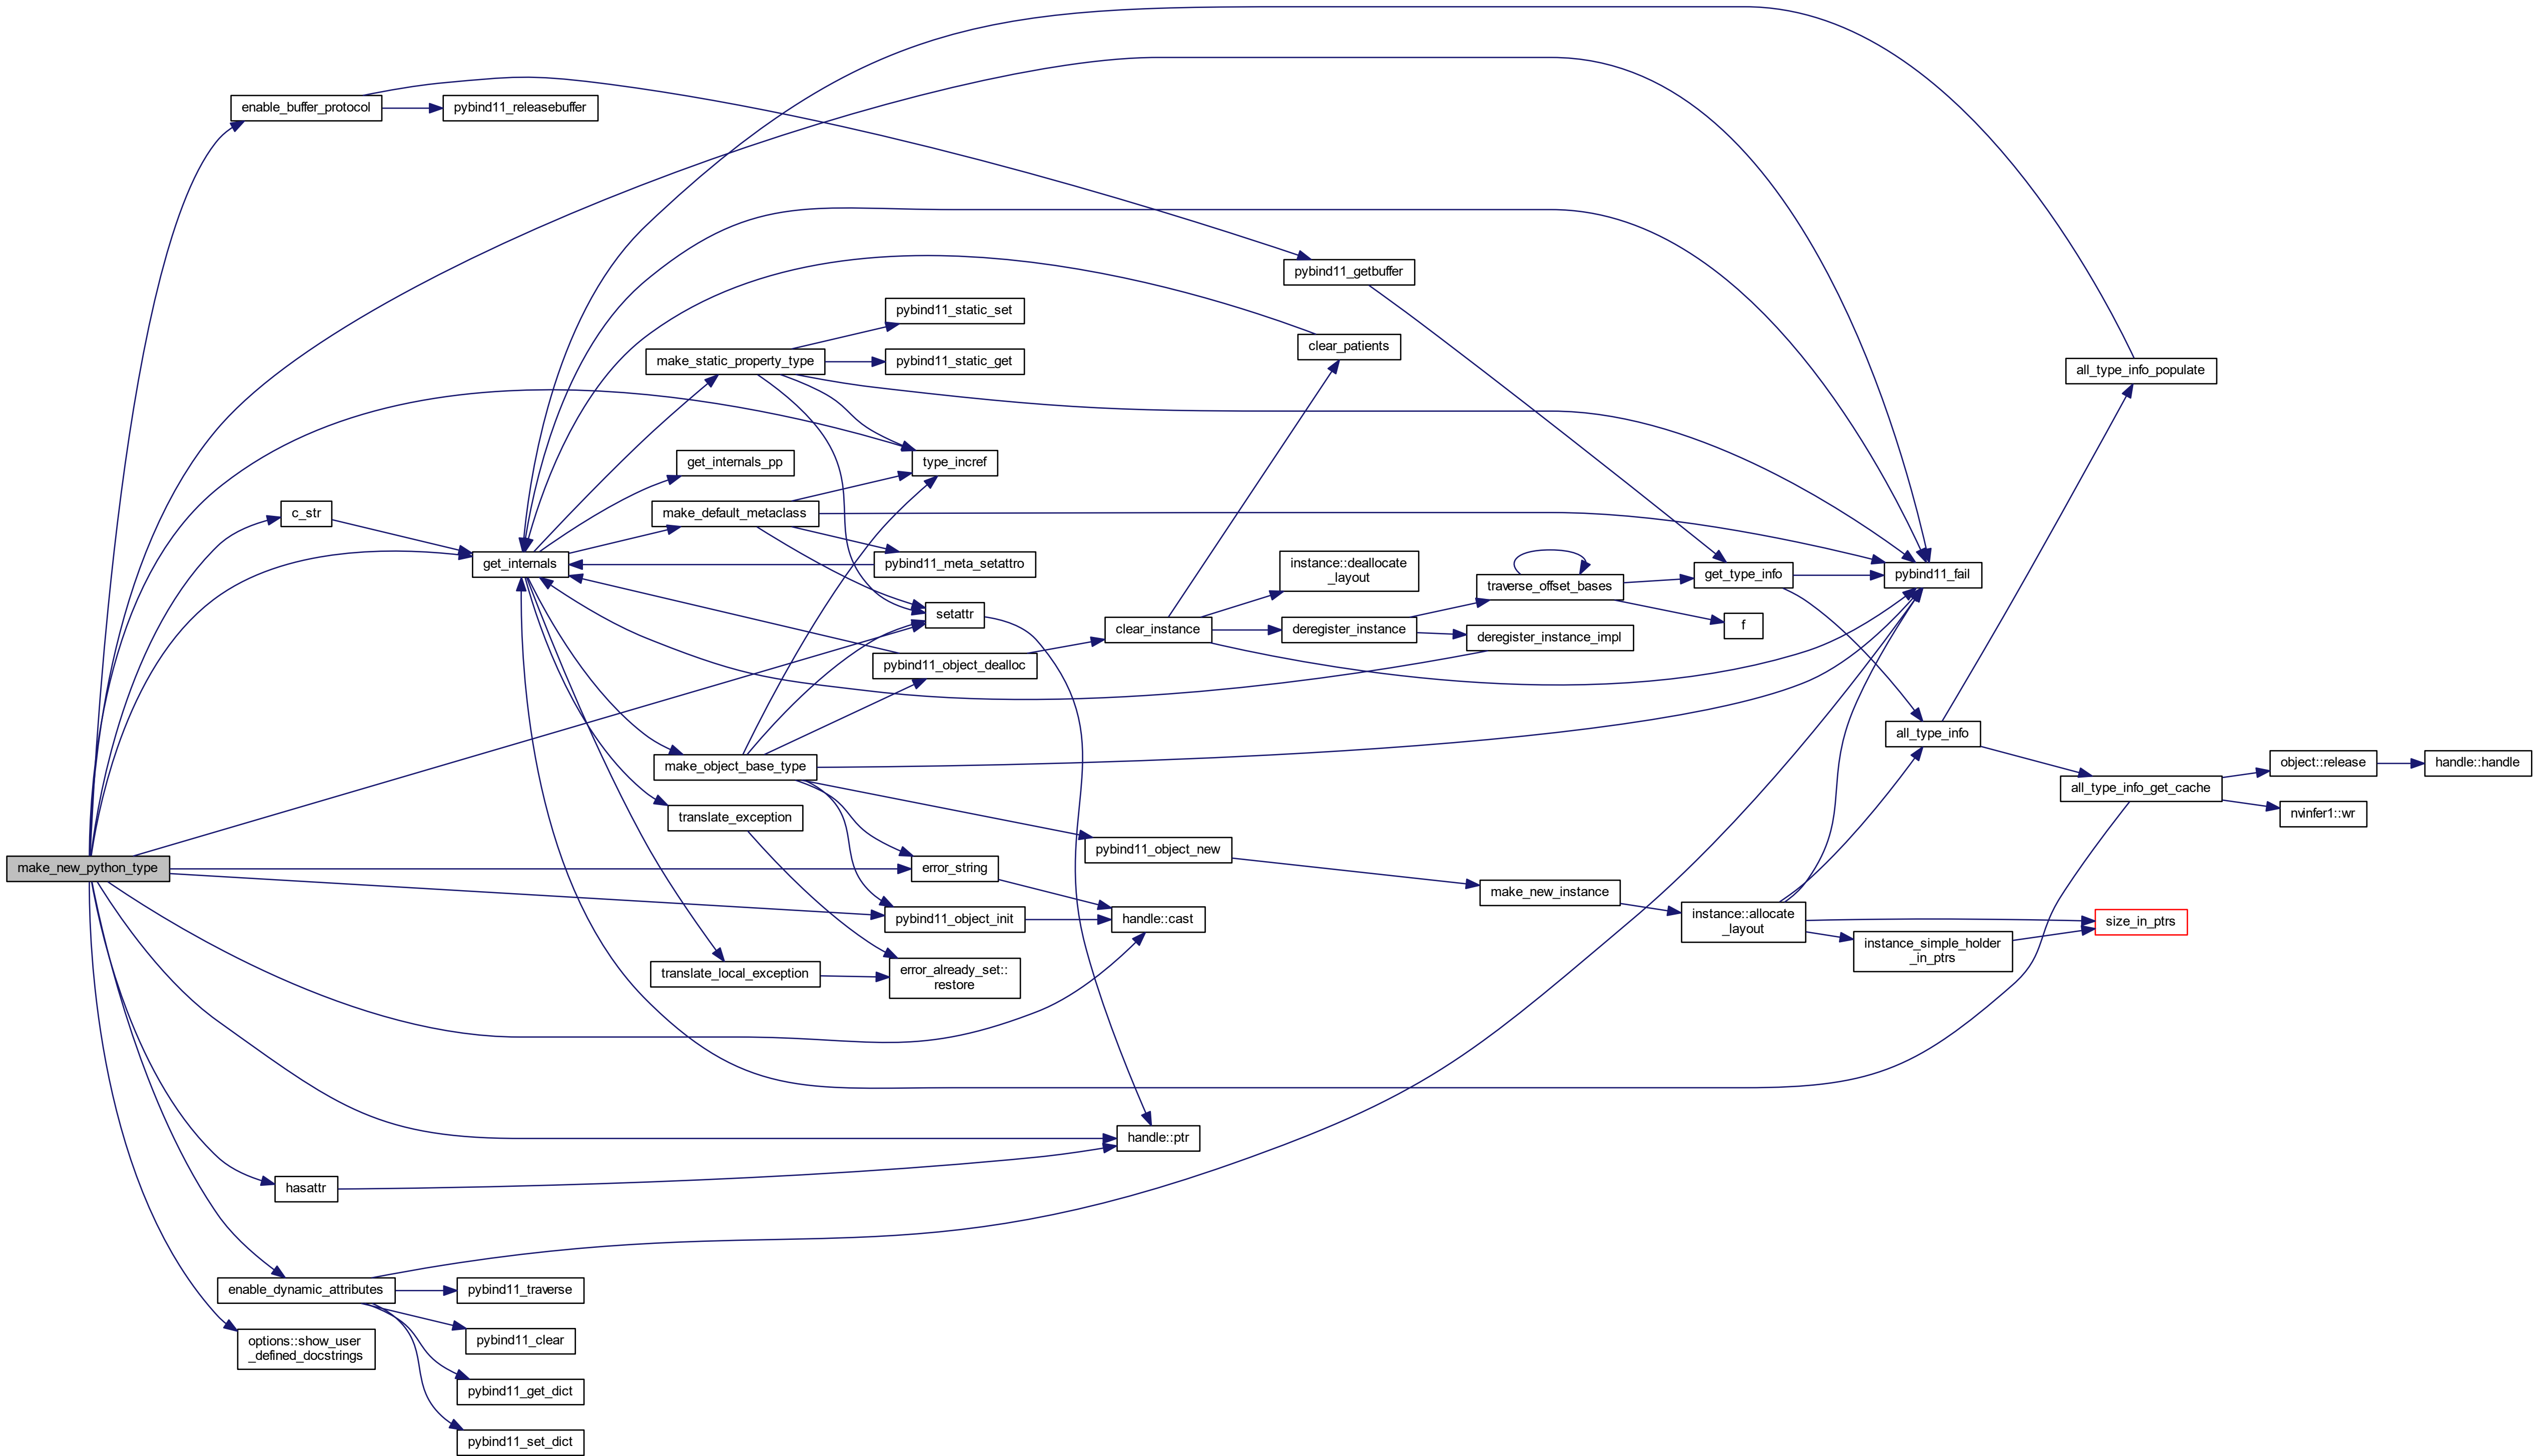 enable_buffer_protocol
pybind11_releasebuffer
pybind11_getbuffer
pybind11_static_set
clear_patients
make_static_property_type
pybind11_static_get
all_type_info_populate
get_internals_pp
type_incref
c_str
make_default_metaclass
get_internals
pybind11_meta_setattro
instance::deallocate
_layout
traverse_offset_bases
get_type_info
pybind11_fail
setattr
clear_instance
deregister_instance
f
deregister_instance_impl
pybind11_object_dealloc
all_type_info
make_object_base_type
object::release
handle::handle
all_type_info_get_cache
translate_exception
nvinfer1::wr
pybind11_object_new
make_new_python_type
error_string
make_new_instance
pybind11_object_init
handle::cast
instance::allocate
_layout
size_in_ptrs
instance_simple_holder
_in_ptrs
translate_local_exception
error_already_set::
restore
handle::ptr
hasattr
enable_dynamic_attributes
pybind11_traverse
options::show_user
_defined_docstrings
pybind11_clear
pybind11_get_dict
pybind11_set_dict